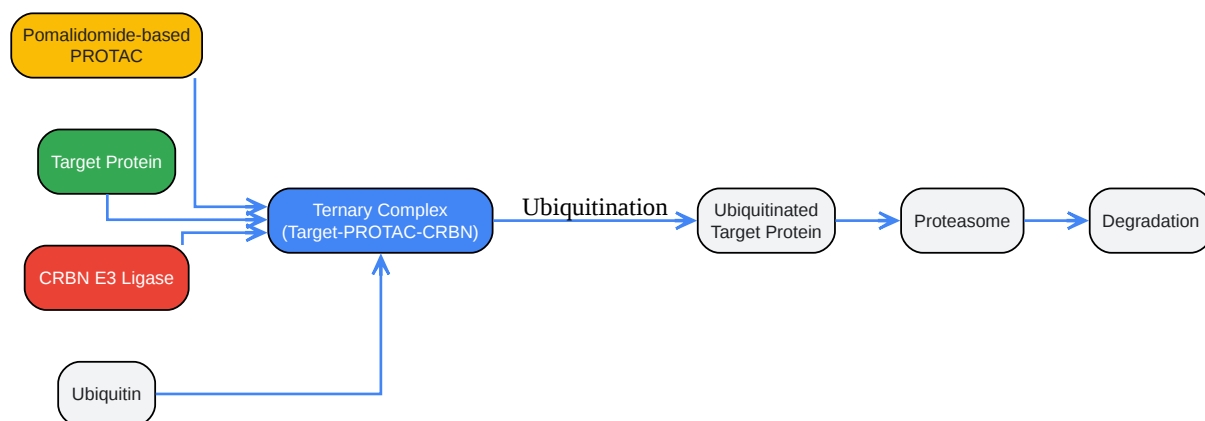 Pomalidomide-based
PROTAC
Target Protein
CRBN E3 Ligase
Ubiquitin
Ternary Complex
(Target-PROTAC-CRBN)
Ubiquitination
Ubiquitinated
Target Protein
Proteasome
Degradation